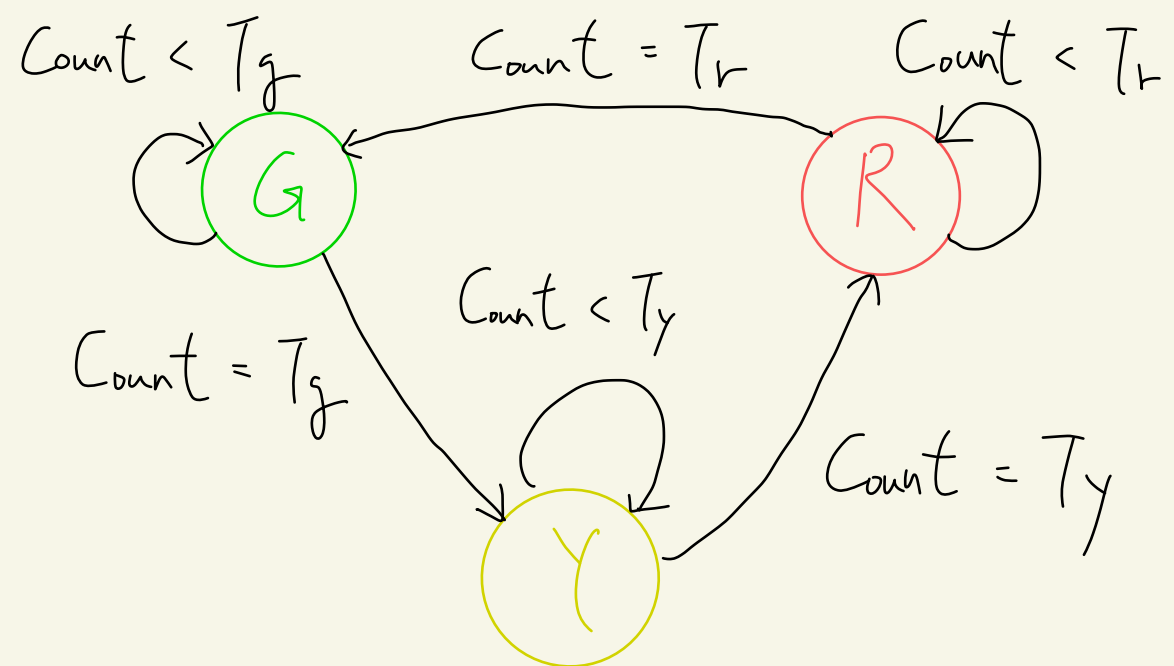 Count < Tg
Count = Tr
Count < Tr
G
R
Count < Ty
Count = Tg
Count = Ty
Y